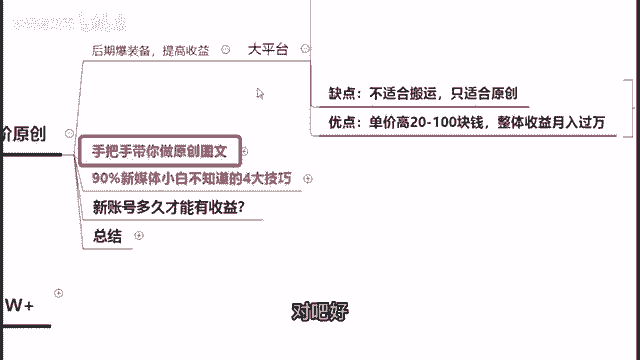 后期爆装备，提高收益
大平台
缺点：不适合搬运，只适合原创
优点：单价高20-100块钱，整体收益月入过万
价原创
手把手带你做原创图文
90%新媒体小白不知道的4大技巧
新账号多久才能有收益？
总结
W+
对吧好